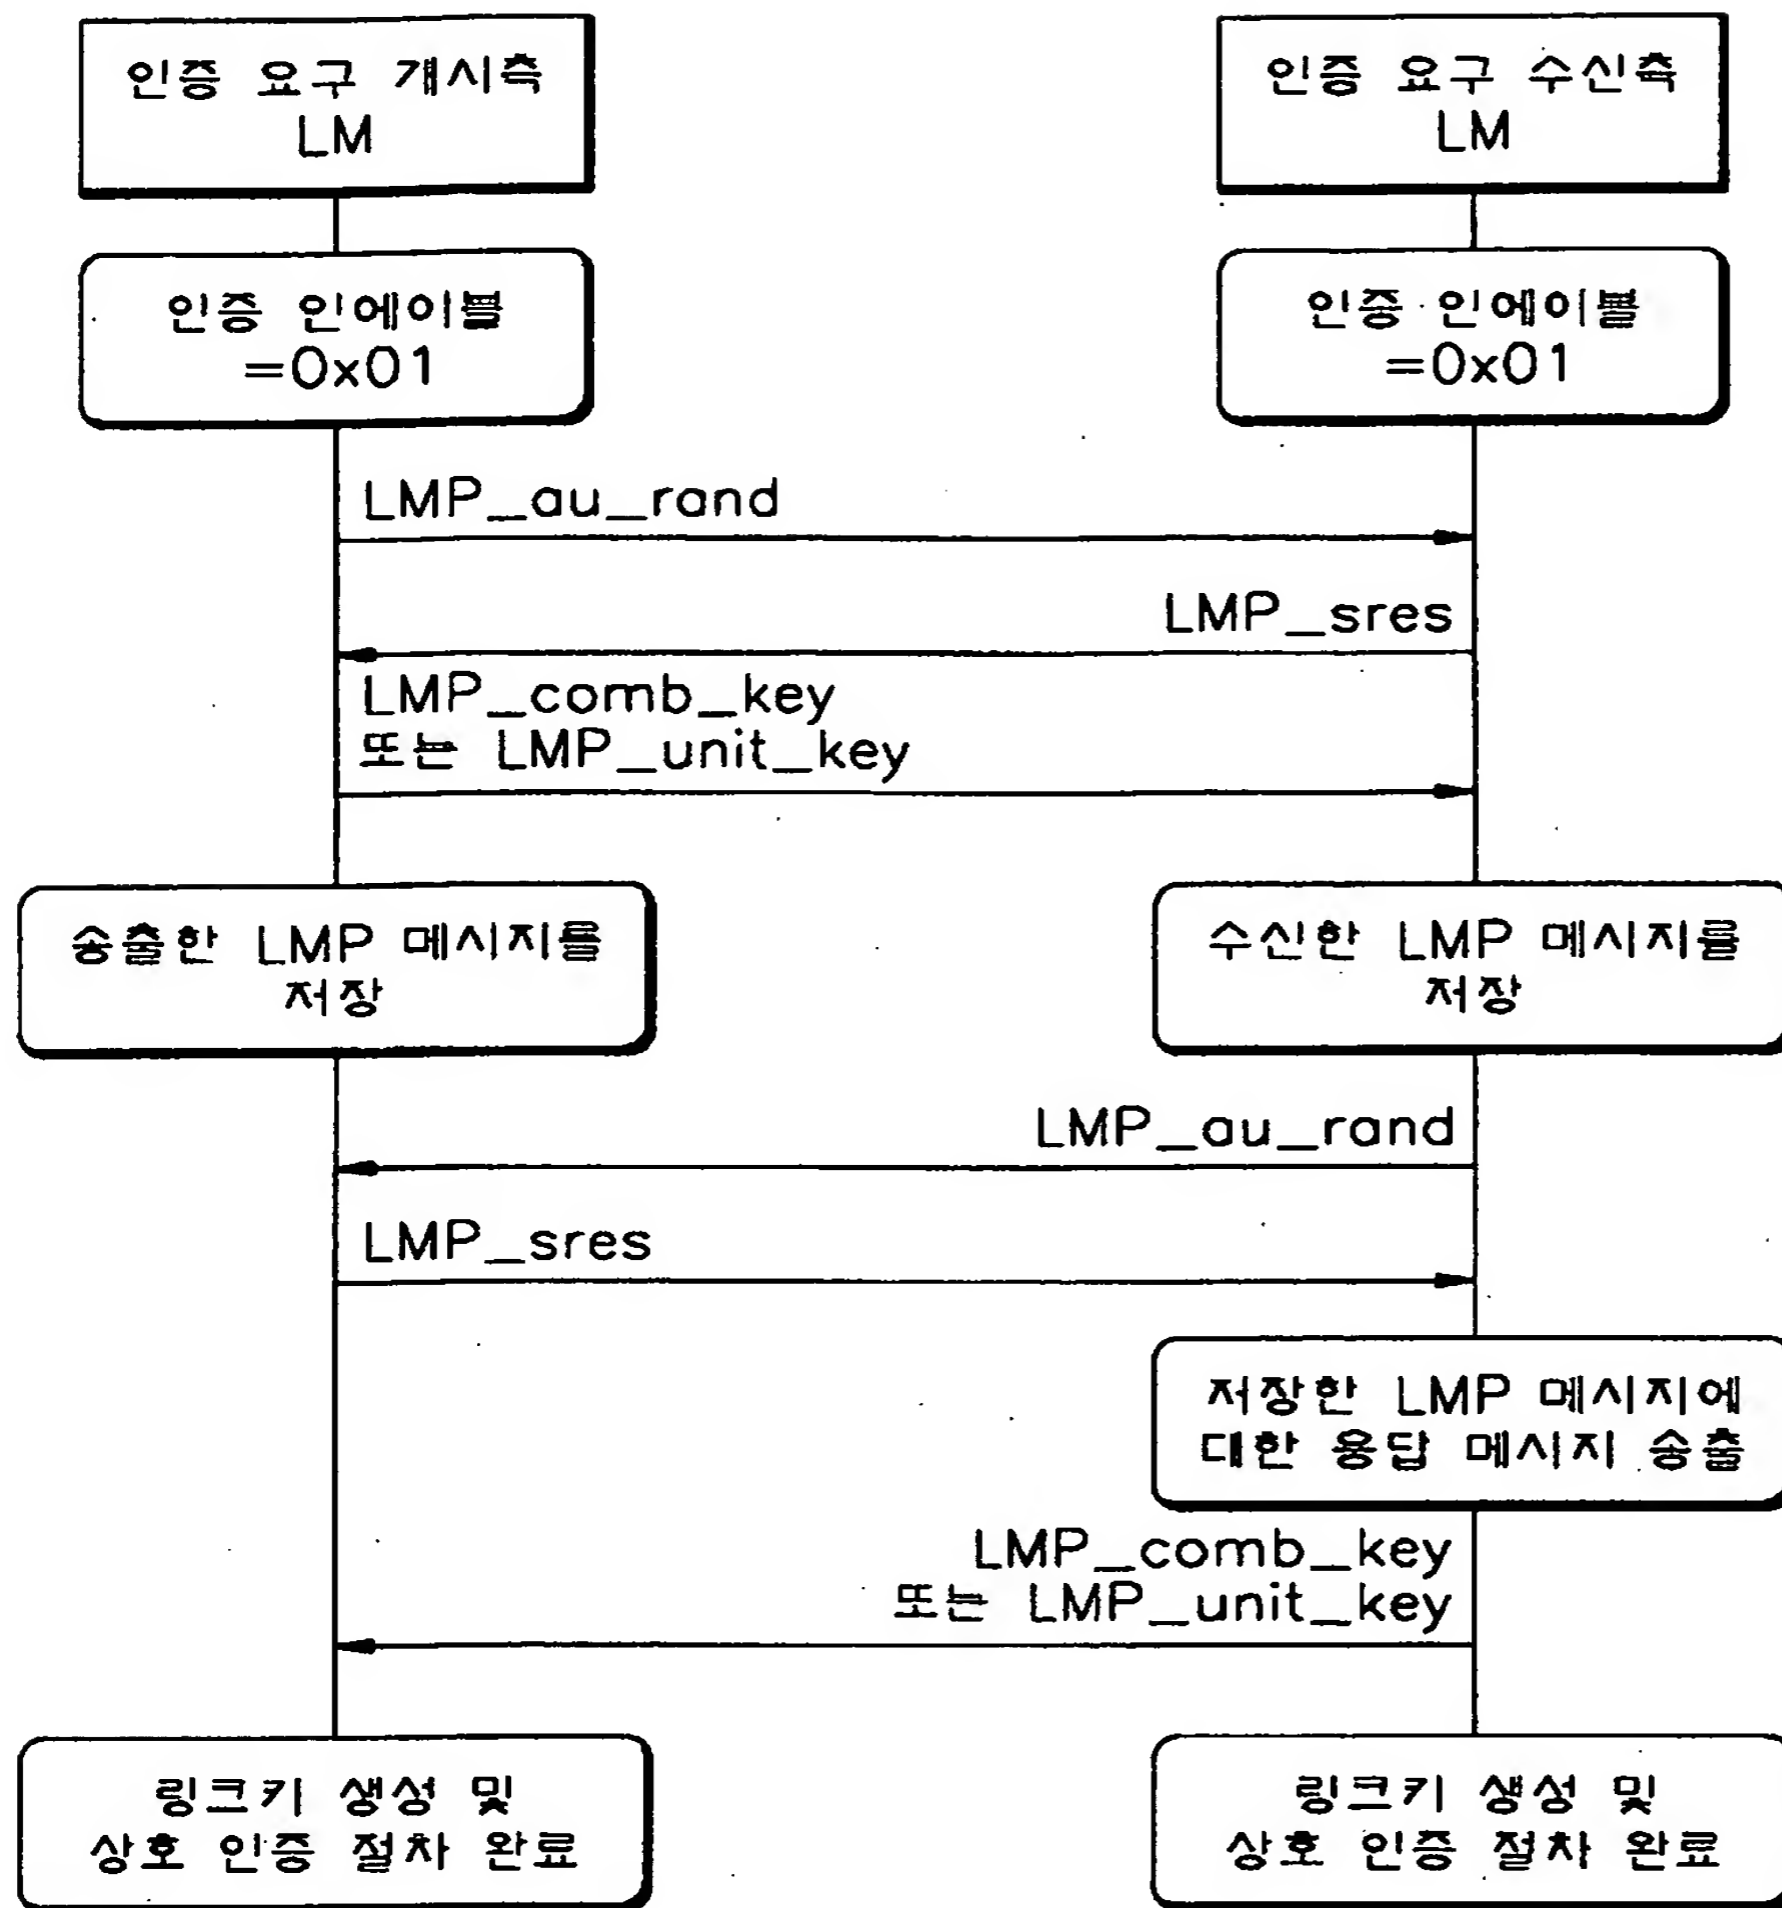 인증 요구 개시측
LM
인증 요구 수신측
LM
인증 인에이블
=0x01
인증 인에이블
=0x01
LMP_au_rand
LMP_sres
LMP_comb_key
또는 LMP_unit_key
송출한 LMP 메시지를
저장
수신한 LMP 메시지를
저장
LMP_au_rand
LMP_sres
저장한 LMP 메시지에
대한 응답 메시지 송출
LMP_comb_key
또는 LMP_unit_key
링크키 생성 및
상호 인증 절차 완료
링크키 생성 및
상호 인증 절차 완료